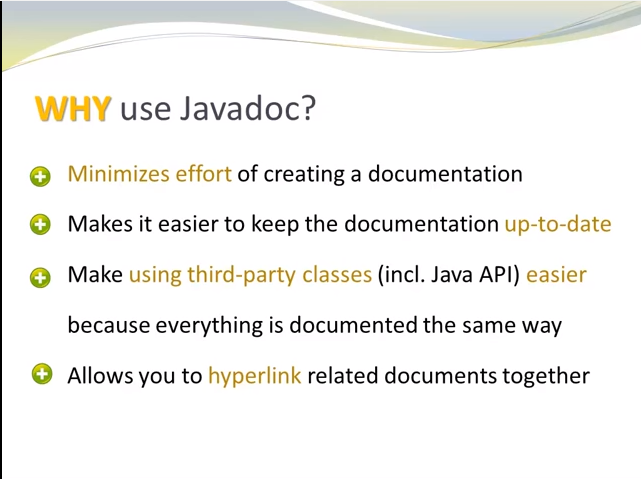 WHY use Javadoc?
Minimizes effort of creating a documentation
Makes it easier to keep the documentation up-to-date
Make using third-party classes (incl. Java API) easier
because everything is documented the same way
Allows you to hyperlink related documents together